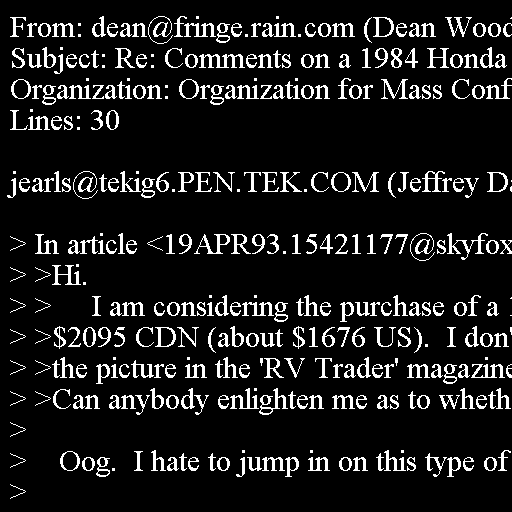 From: dean@fringe.rain.com (Dean Wood
Subject: Re: Comments on a 1984 Honda
Organization: Organization for Mass Conf
Lines: 30

jearls@tekig6.PEN.TEK.COM (Jeffrey Da

> In article <19APR93.15421177@skyfox
> >Hi.
> >     I am considering the purchase of a 1
> >$2095 CDN (about $1676 US).  I don'
> >the picture in the 'RV Trader' magazine
> >Can anybody enlighten me as to wheth
>
>    Oog.  I hate to jump in on this type of
>